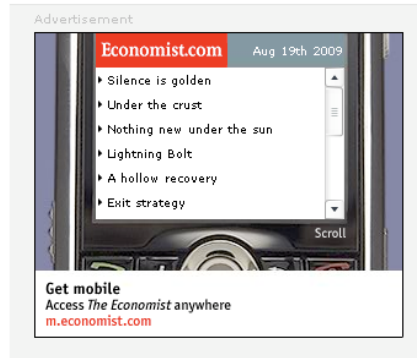 Advertisement
Economist.com
Aug 19th 2009
Silence is golden
Under the crust
Nothing new under the sun
Lightning Bolt
A hollow recovery
Exit strategy
Scroll
Get mobile
Access The Economist anywhere
m.economist.com